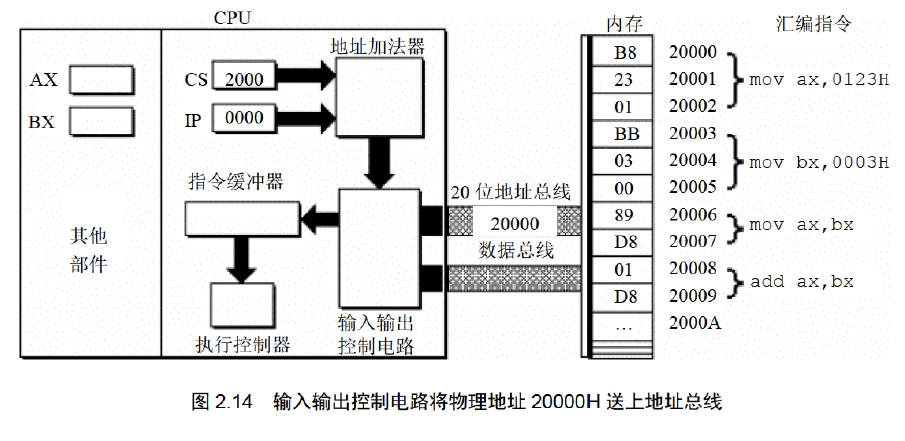 CPU
内存
汇编指令
地址加法器
AX
BX
CS
2000
IP
0000
B8
20000
23
20001
mov ax,0123H
01
20002
BB
20003
03
20004
mov bx,0003H
00
20005
指令缓冲器
20 位地址总线
20000
89
20006
mov ax,bx
D8
20007
其他
部件
数据总线
01
20008
add ax,bx
D8
20009
…
2000A
执行控制器
输入输出
控制电路
图 2.14 输入输出控制电路将物理地址 20000H 送上地址总线